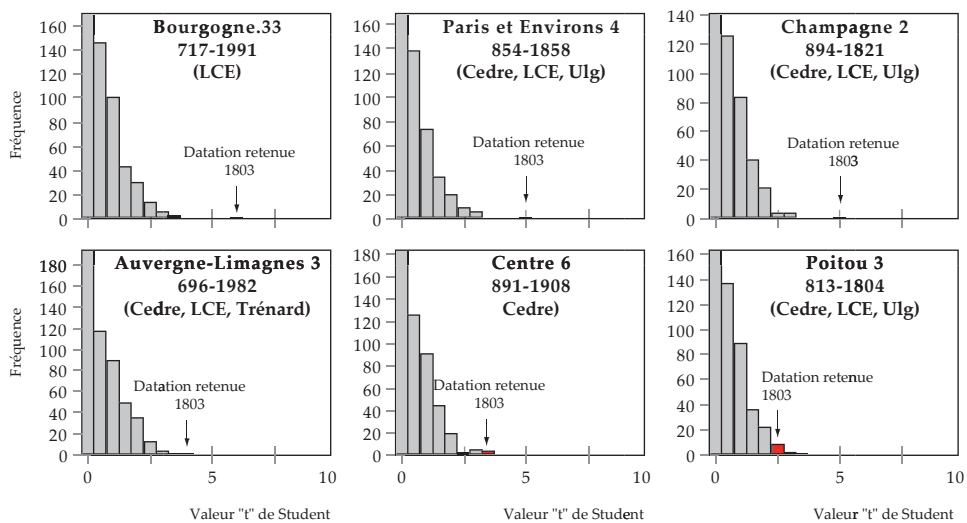 Bourgogne.33
717-1991
(LCE)
Datation retenue
1803
Fréquence
160
140
120
100
80
60
40
20
0
Paris et Environs 4
854-1858
(Cedre, LCE, Ulg)
Datation retenue
1803
160
140
120
100
80
60
40
20
0
Champagne 2
894-1821
(Cedre, LCE, Ulg)
Datation retenue
1803
140
120
100
80
60
40
20
0
Auvergne-Limagnes 3
696-1982
(Cedre, LCE, Trénard)
Datation retenue
1803
Fréquence
180
160
140
120
100
80
60
40
20
0
0 5 10
Valeur "t" de Student
Centre 6
891-1908
Cedre)
Datation retenue
1803
180
160
140
120
100
80
60
40
20
0
0 5 10
Valeur "t" de Student
Poitou 3
813-1804
(Cedre, LCE, Ulg)
Datation retenue
1803
160
140
120
100
80
60
40
20
0
0 5 10
Valeur "t" de Student